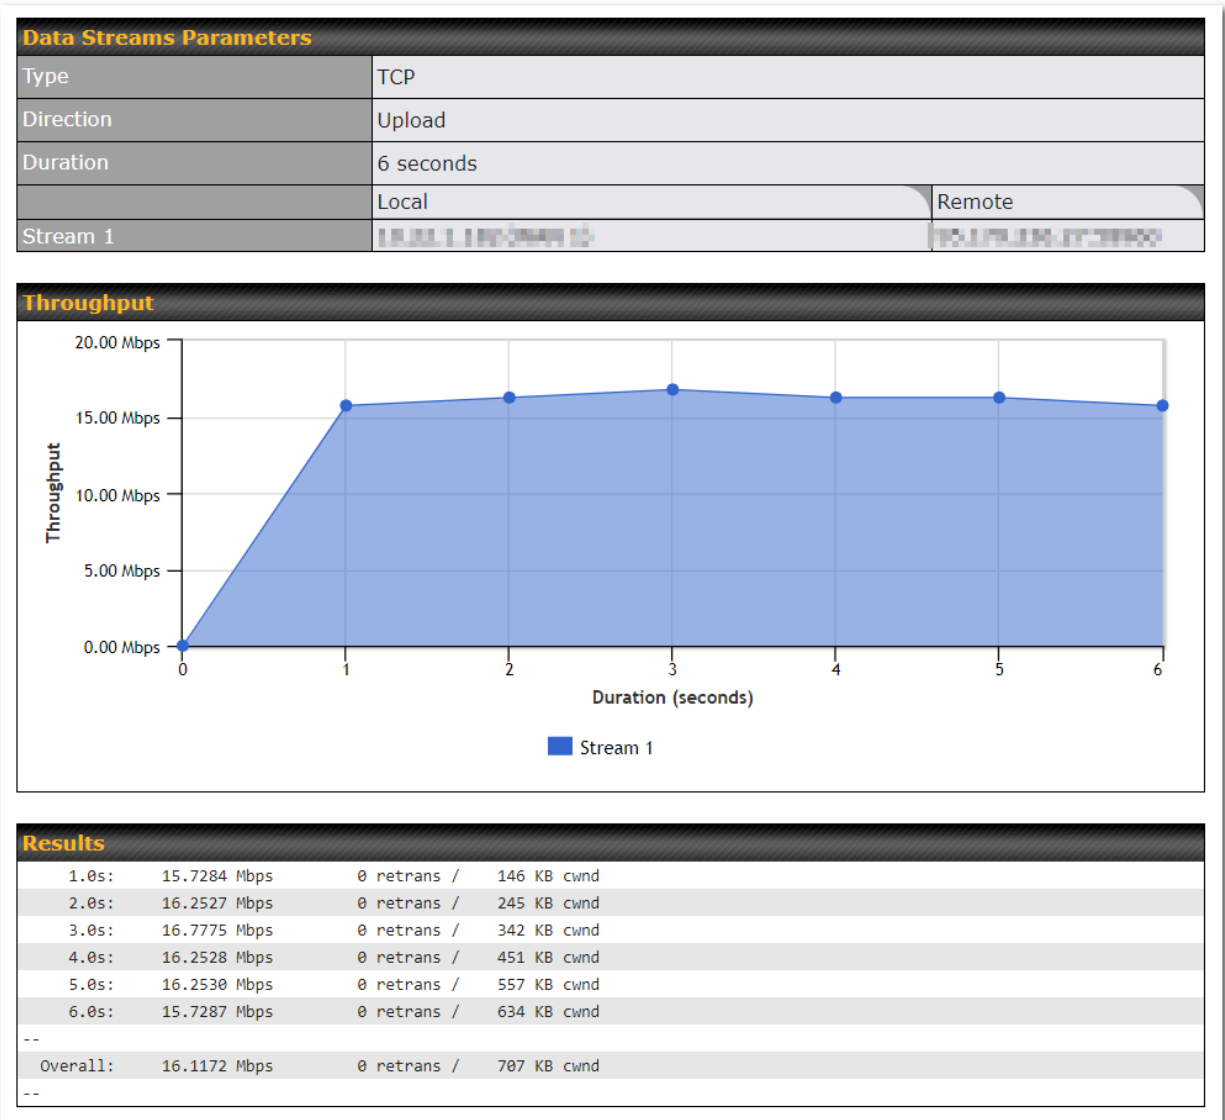 Data Streams Parameters
Type TCP
Direction Upload
Duration 6 seconds
Local Remote
Stream 1
Throughput
20.00 Mbps
15.00 Mbps
10.00 Mbps
5.00 Mbps
0.00 Mbps
Throughput
0 1 2 3 4 5 6
Duration (seconds)
Stream 1
Results
1.0s: 15.7284 Mbps 0 retrans / 146 KB cwnd
2.0s: 16.2527 Mbps 0 retrans / 245 KB cwnd
3.0s: 16.7775 Mbps 0 retrans / 342 KB cwnd
4.0s: 16.2528 Mbps 0 retrans / 451 KB cwnd
5.0s: 16.2530 Mbps 0 retrans / 557 KB cwnd
6.0s: 15.7287 Mbps 0 retrans / 634 KB cwnd
--
Overall: 16.1172 Mbps 0 retrans / 707 KB cwnd
--